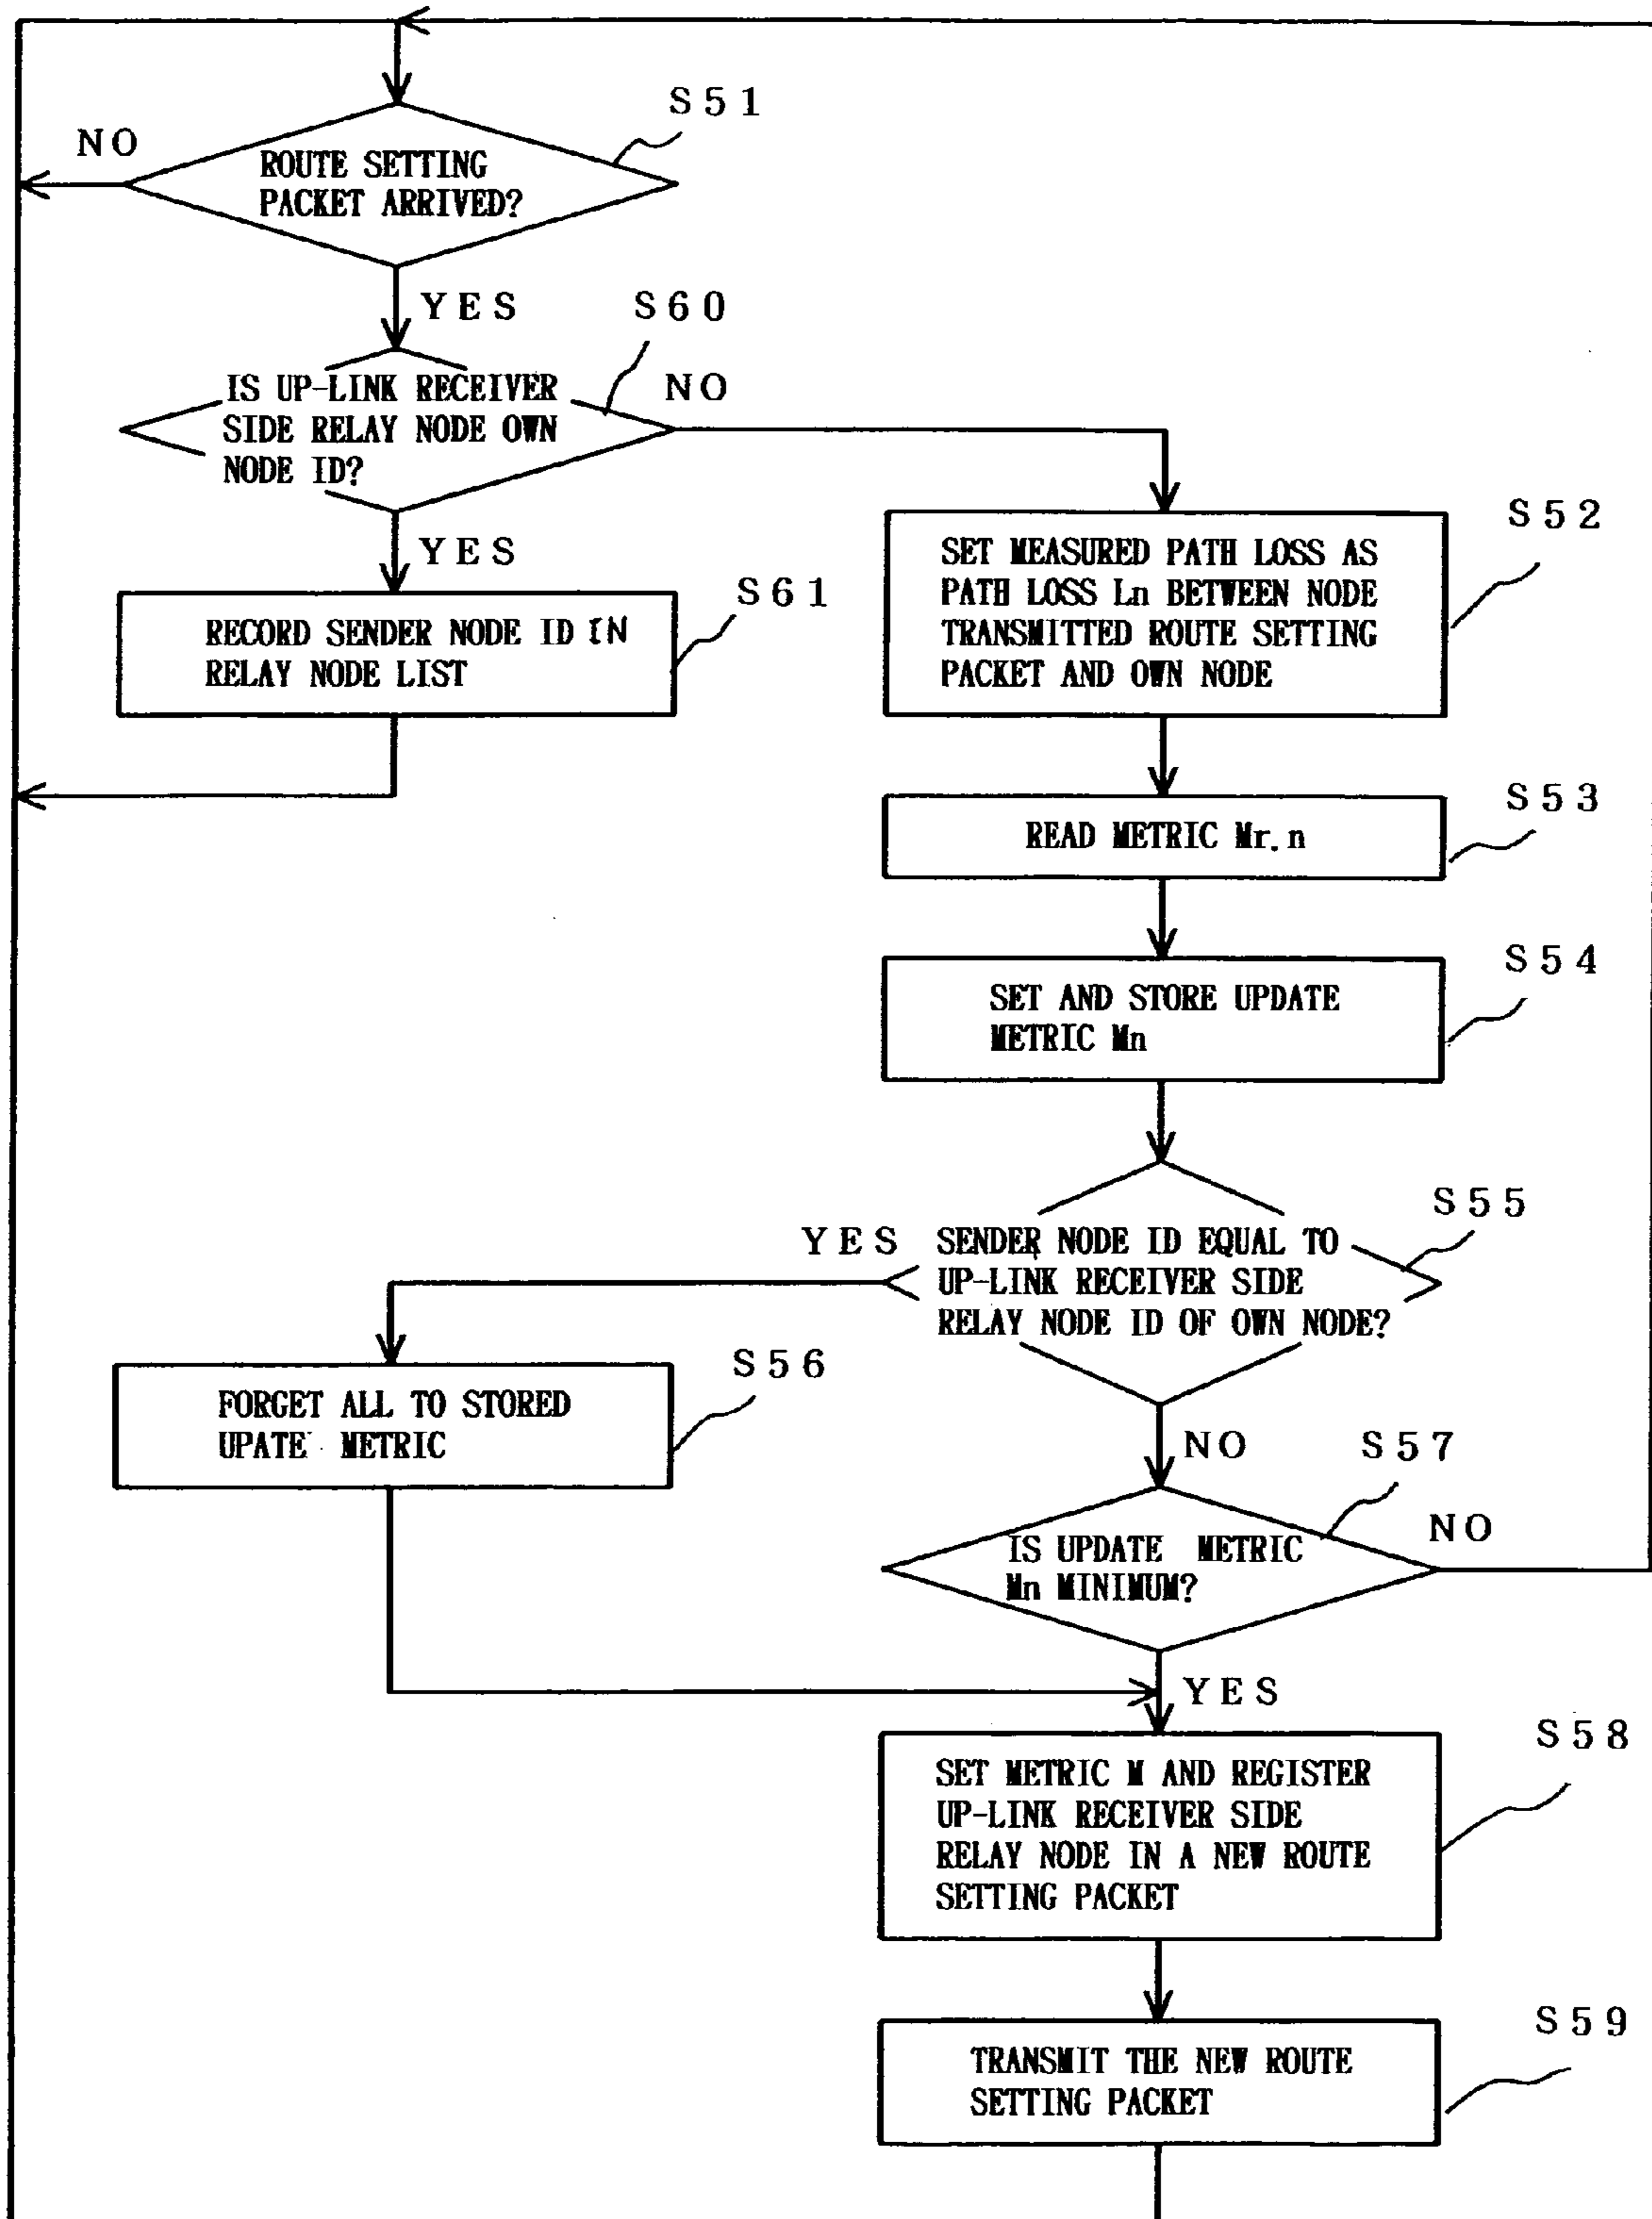 S51
NO
ROUTE SETTING
PACKET ARRIVED?
YES
S60
IS UP-LINK RECEIVER
SIDE RELAY NODE OWN
NODE ID?
NO
YES
S61
RECORD SENDER NODE ID IN
RELAY NODE LIST
S52
SET MEASURED PATH LOSS AS
PATH LOSS Ln BETWEEN NODE
TRANSMITTED ROUTE SETTING
PACKET AND OWN NODE
S53
READ METRIC Mr.n
S54
SET AND STORE UPDATE
METRIC Mn
S55
YES
SENDER NODE ID EQUAL TO
UP-LINK RECEIVER SIDE
RELAY NODE ID OF OWN NODE?
S56
FORGET ALL TO STORED
UPATE METRIC
NO
S57
IS UPDATE METRIC
Mn MINIMUM?
NO
YES
S58
SET METRIC M AND REGISTER
UP-LINK RECEIVER SIDE
RELAY NODE IN A NEW ROUTE
SETTING PACKET
S59
TRANSMIT THE NEW ROUTE
SETTING PACKET